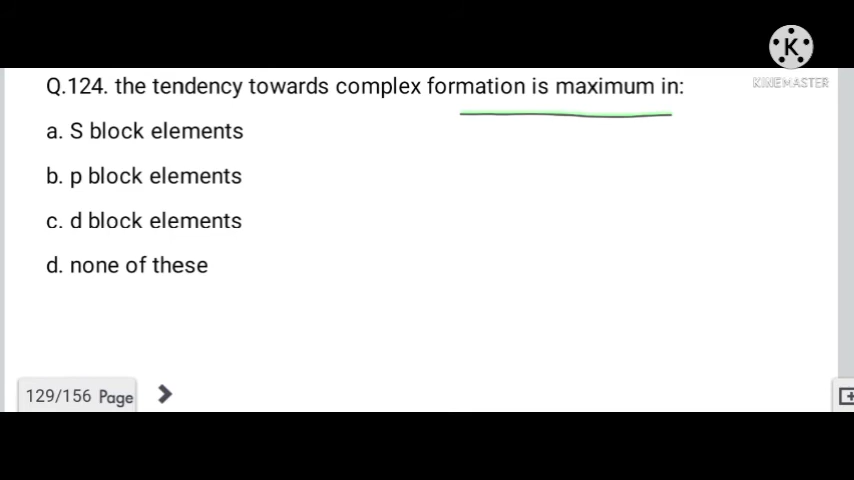 K
KINEMASTER
Q.124. the tendency towards complex formation is maximum in:
a. S block elements
b. p block elements
c. d block elements
d. none of these
129/156 Page